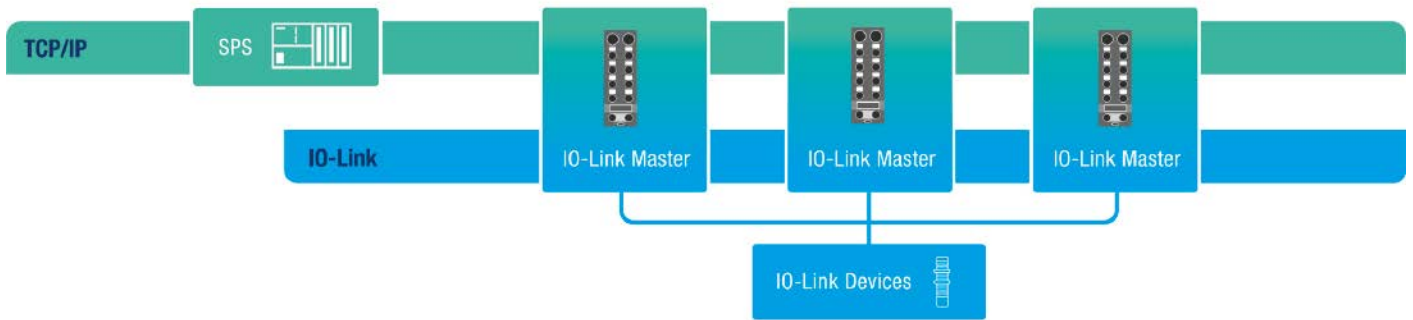 TCP/IP
SPS
IO-Link
IO-Link Master
IO-Link Master
IO-Link Master
IO-Link Devices